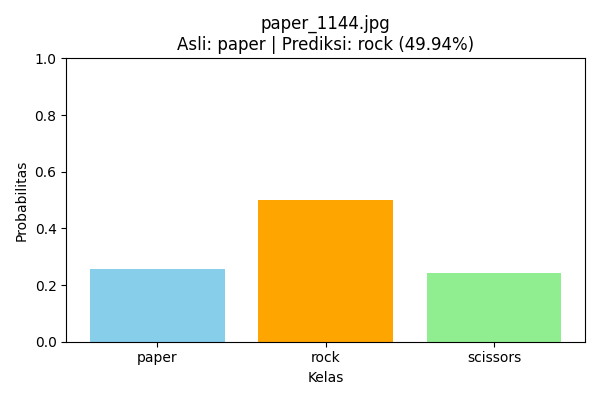 paper_1144.jpg
Asli: paper | Prediksi: rock (49.94%)
1.0
0.8
0.6
0.4
0.2
0.0
Probabilitas
paper rock scissors
Kelas